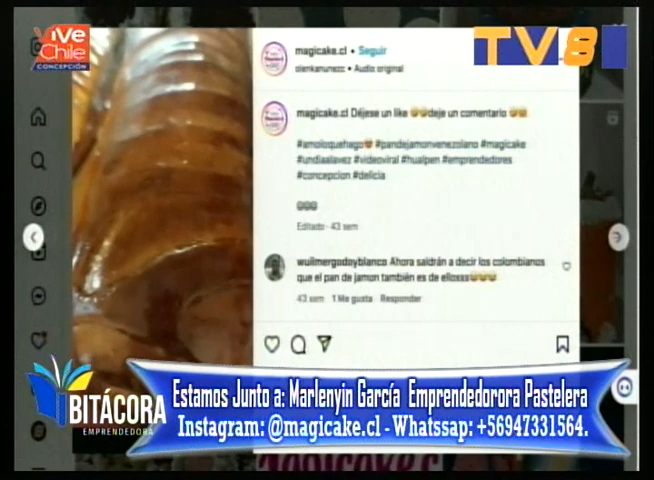 ViVe
Chile
CONCEPCIÓN
TV8
magicake.cl • Seguir
olenkanunezc • Audio original
magicake.cl Déjese un like 😍😍deje un comentario 😍😍
#amoloquehago😍 #pandejamonvenezolano #magicake
#undiaalavez #videoviral #hualpen #emprendedores
#concepcion #delicia
Editado · 43 sem
wuilmergodoyblanco Ahora saldrán a decir los colombianos
que el pan de jamon también es de ellosss😂😂😂
43 sem 1 Me gusta Responder
BITÁCORA
EMPRENDEDORA
Estamos Junto a: Marlenyin García Emprendedorora Pastelera
Instagram: @magicake.cl - Whatssap: +56947331564.